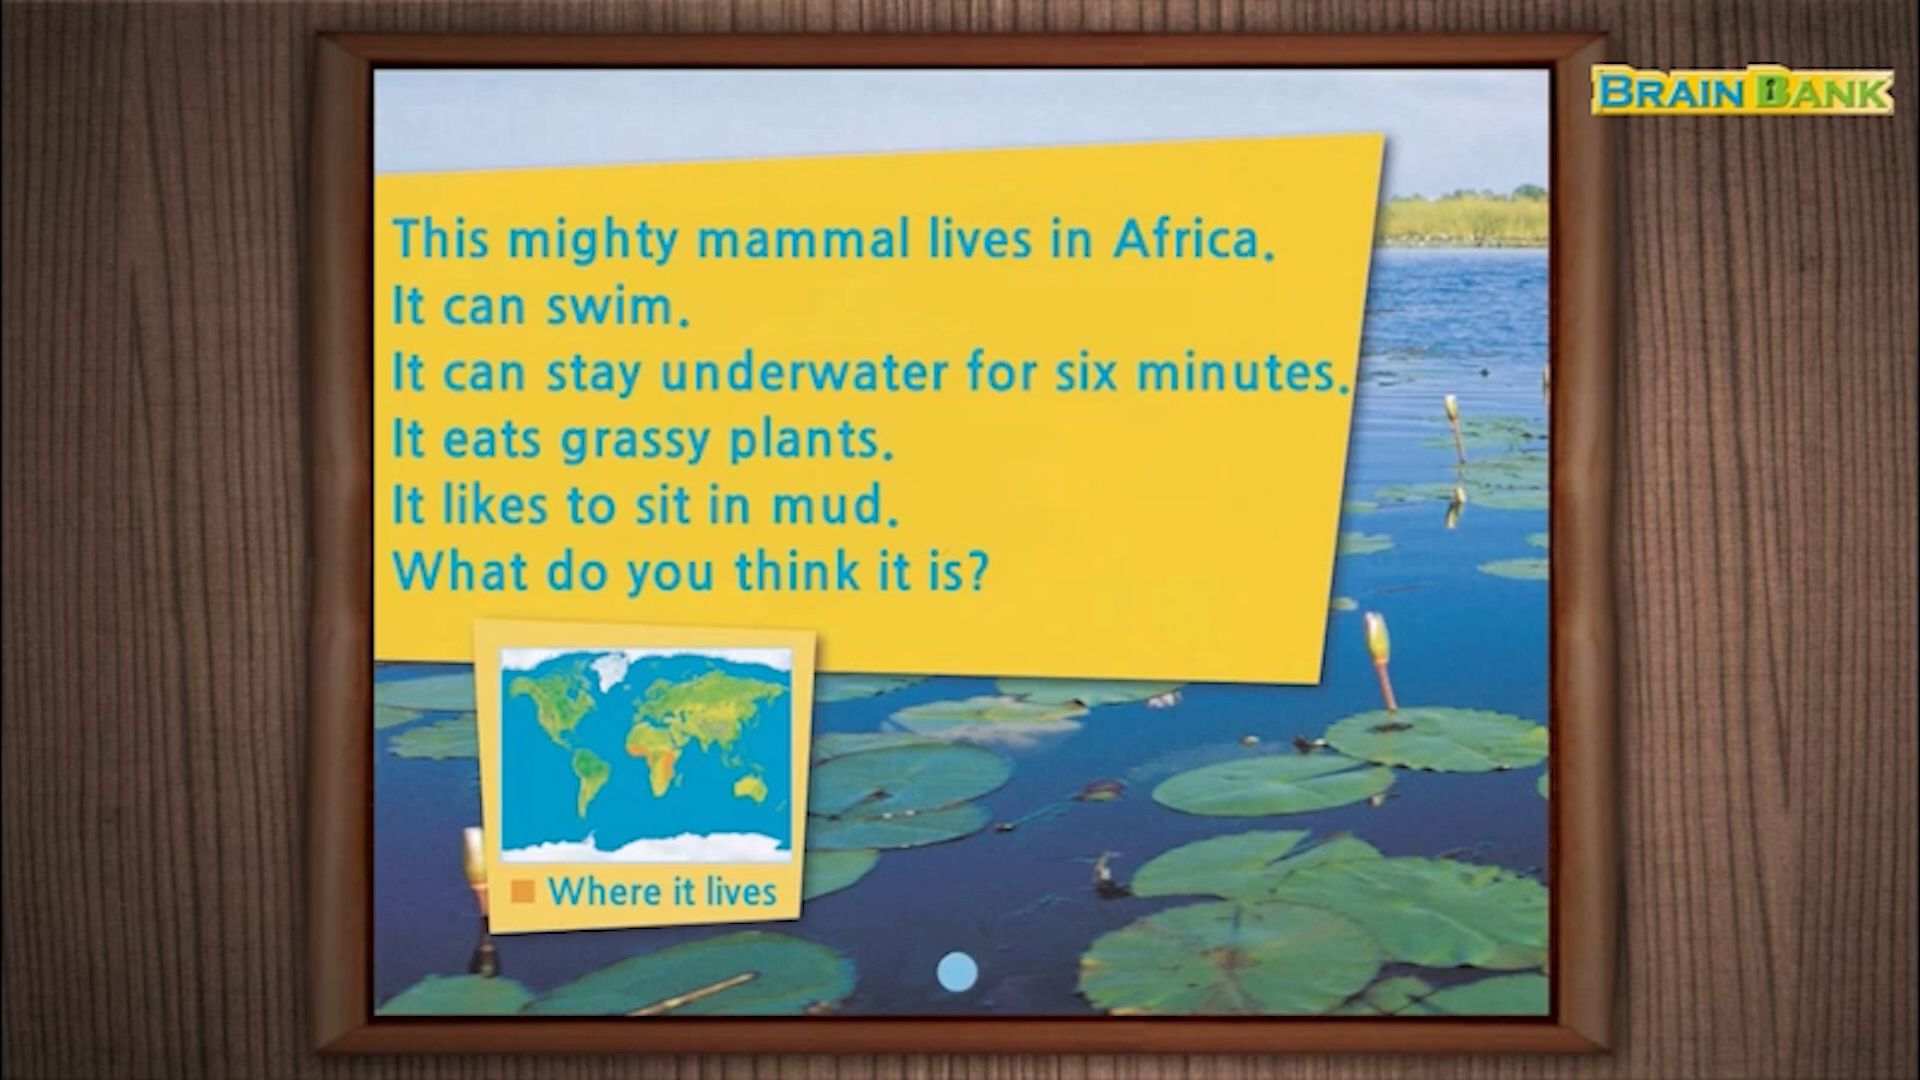 BRAIN BANK
This mighty mammal lives in Africa.
It can swim.
It can stay underwater for six minutes.
It eats grassy plants.
It likes to sit in mud.
What do you think it is?
Where it lives